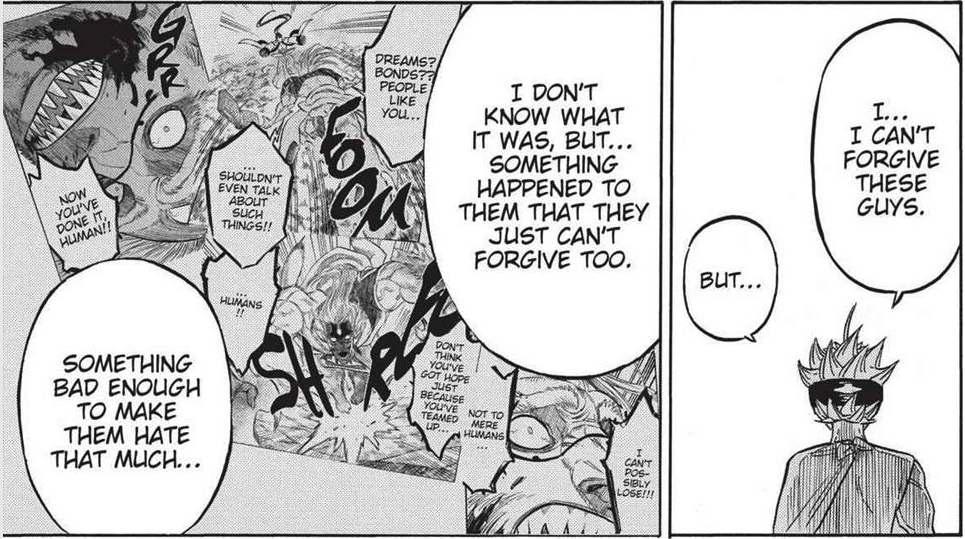 I...
I CAN'T
FORGIVE
THESE
GUYS.
BUT...
I DON'T
KNOW WHAT
IT WAS, BUT...
SOMETHING
HAPPENED TO
THEM THAT THEY
JUST CAN'T
FORGIVE TOO.
DREAMS?
BONDS??
PEOPLE
LIKE
YOU...
FOOM
...
SHOULDN'T
EVEN TALK
ABOUT
SUCH
THINGS!!
GRR
NOW
YOU'VE
DONE IT,
HUMAN!!
...
HUMANS
!!
SH
DON'T
THINK
YOU'VE
GOT HOPE
JUST
BECAUSE
YOU'VE
TEAMED
UP...
NOT TO
MERE
HUMANS
...
I
CAN'T
POS-
SIBLY
LOSE!!!
SOMETHING
BAD ENOUGH
TO MAKE
THEM HATE
THAT MUCH...